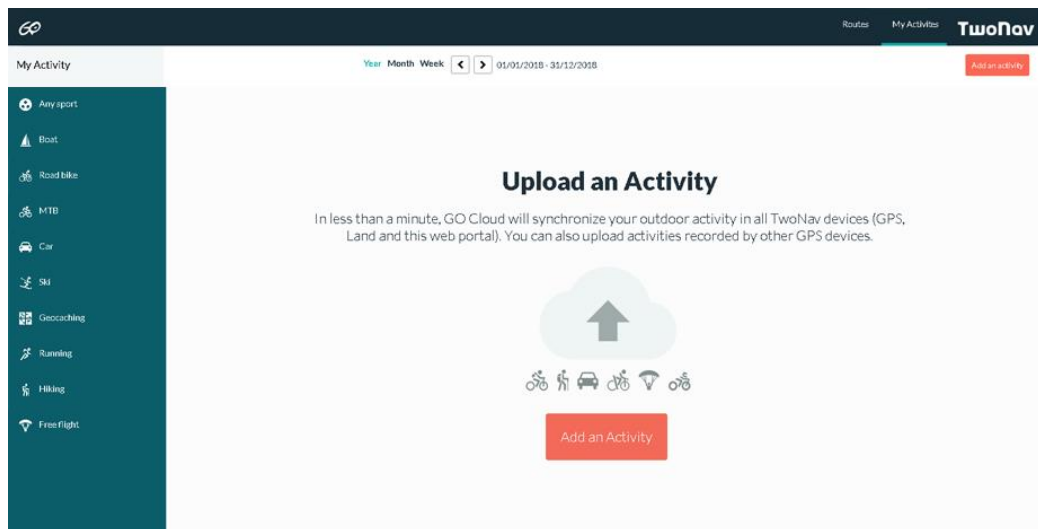 GO
Routes
My Activites
TwoNav
My Activity
Year Month Week 01/01/2018 - 31/12/2018
Add an activity
Any sport
Boat
Road bike
MTB
Car
Ski
Geocaching
Running
Hiking
Free flight
Upload an Activity
In less than a minute, GO Cloud will synchronize your outdoor activity in all TwoNav devices (GPS,
Land and this web portal). You can also upload activities recorded by other GPS devices.
Add an Activity